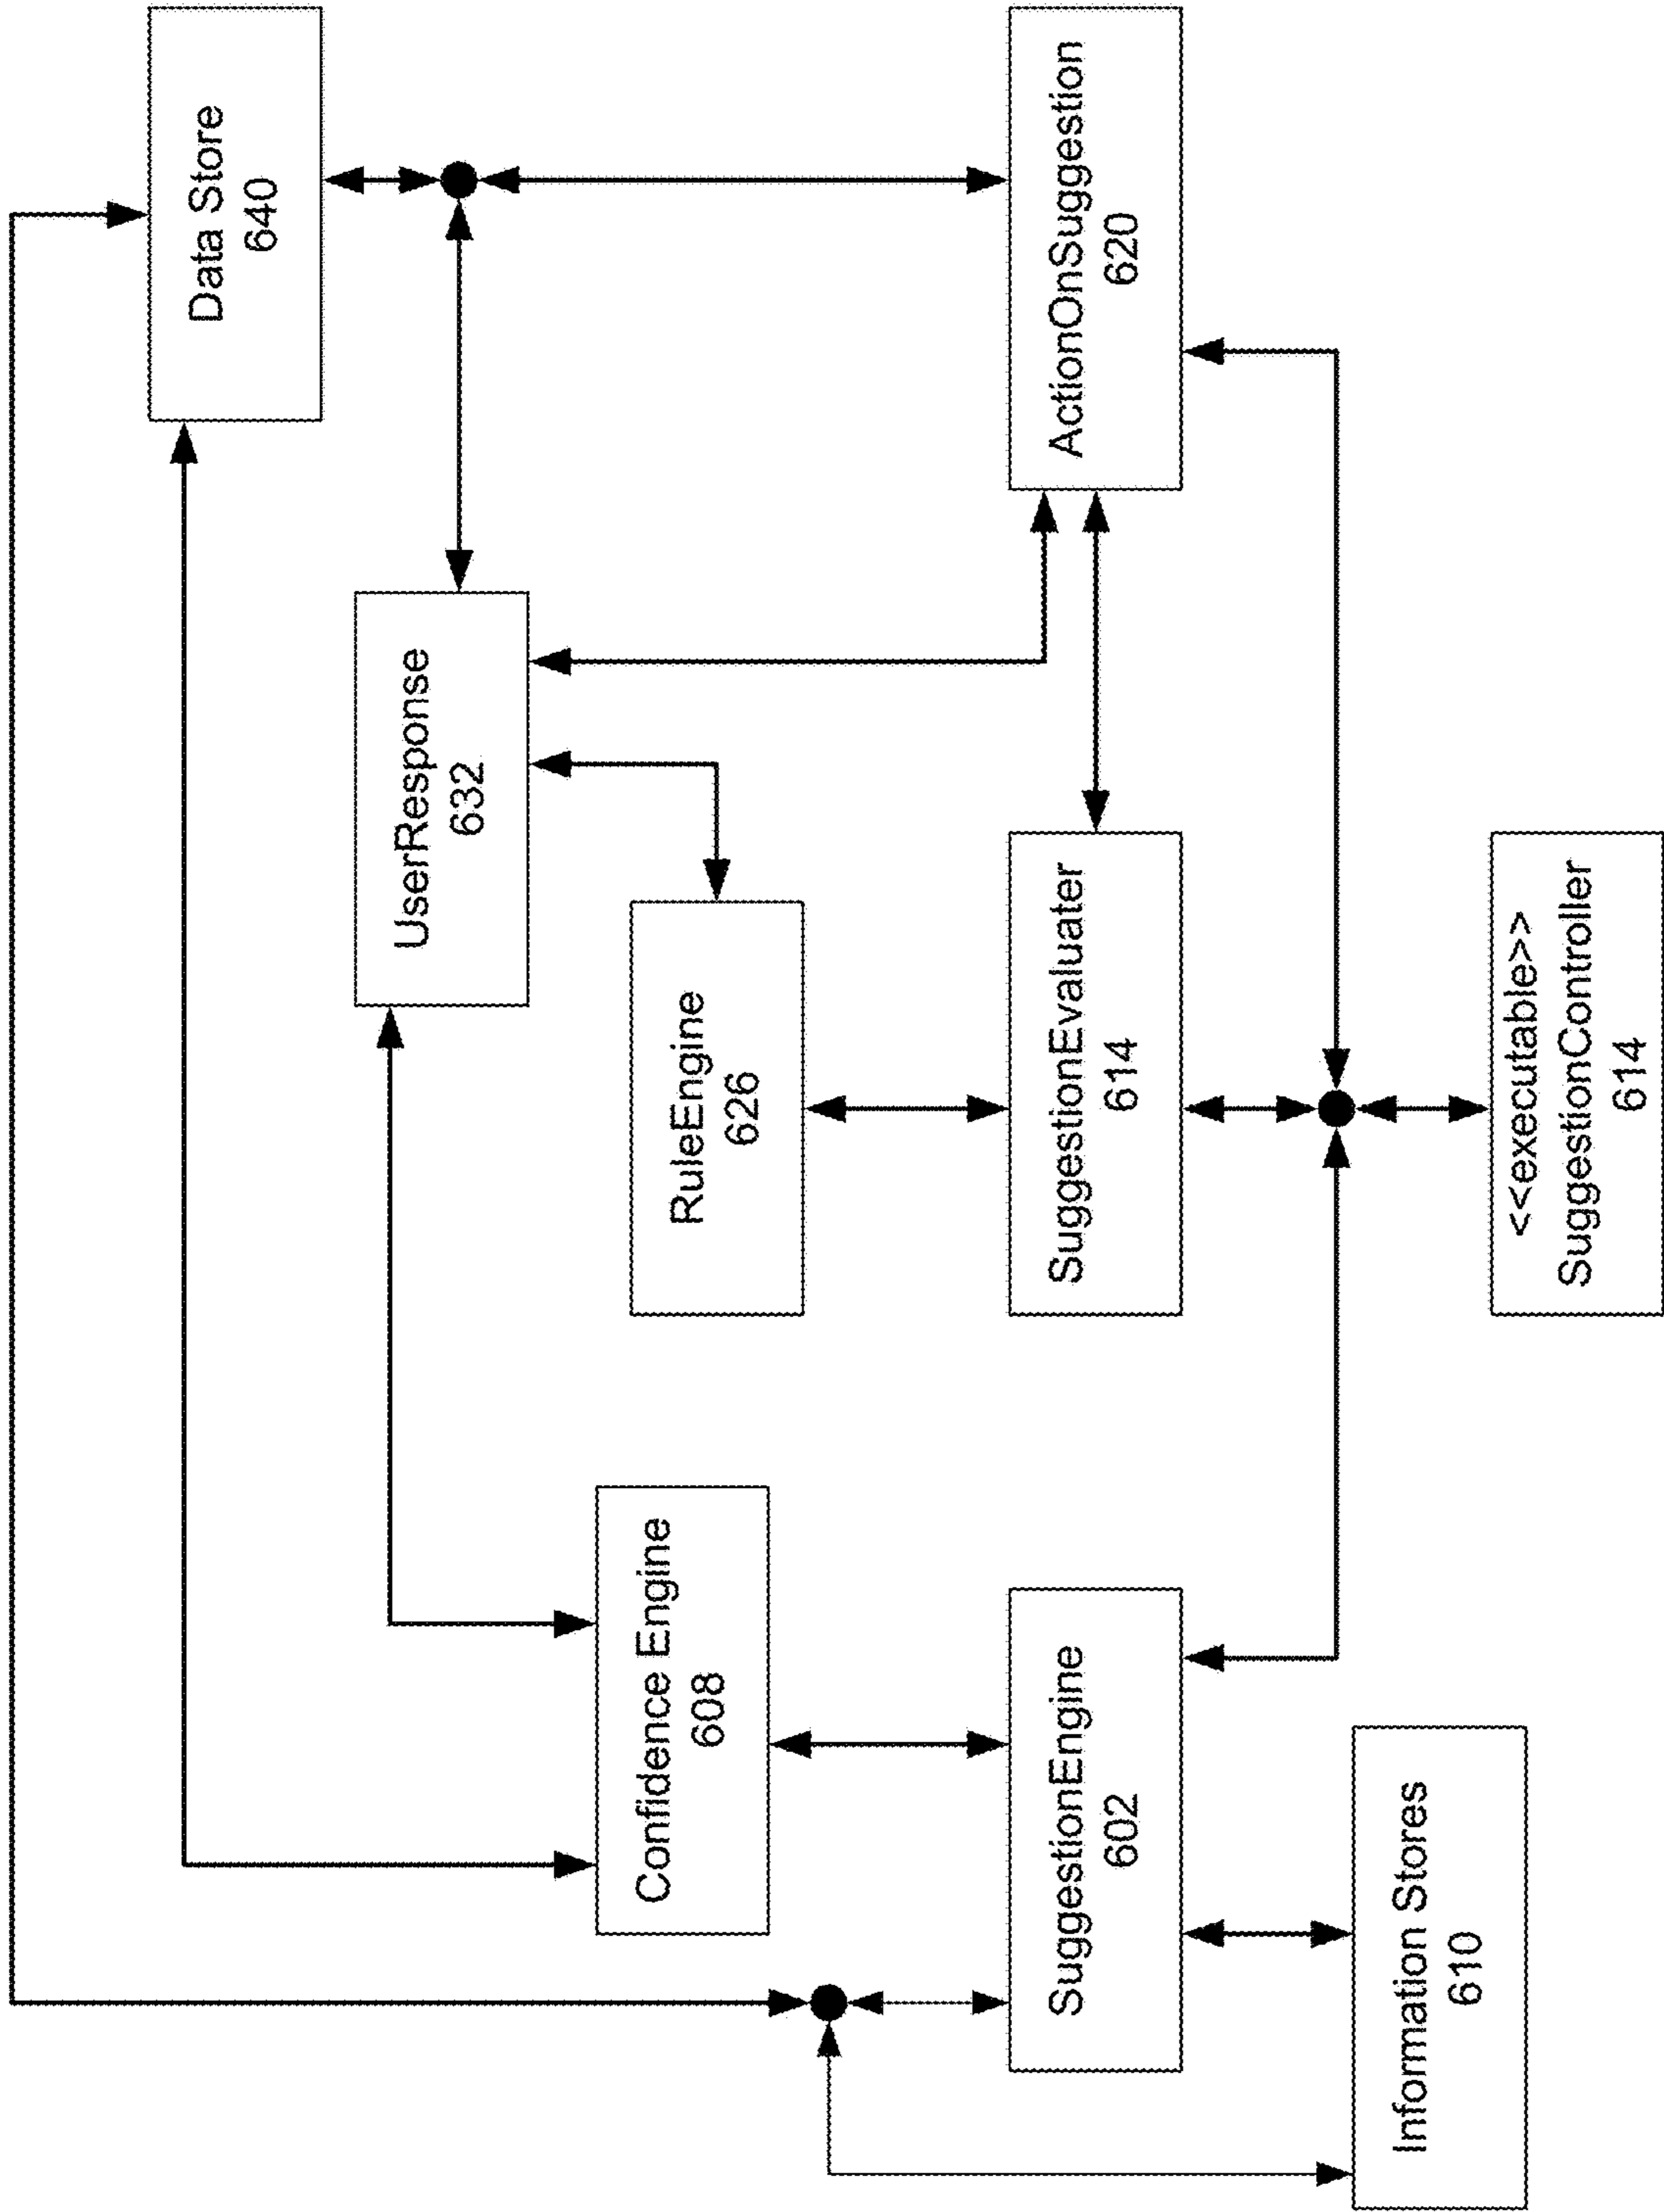 Data Store
640
UserResponse
632
Confidence Engine
608
RuleEngine
626
SuggestionEngine
602
SuggestionEvaluater
614
ActionOnSuggestion
620
Information Stores
610
<<executable>>
SuggestionController
614